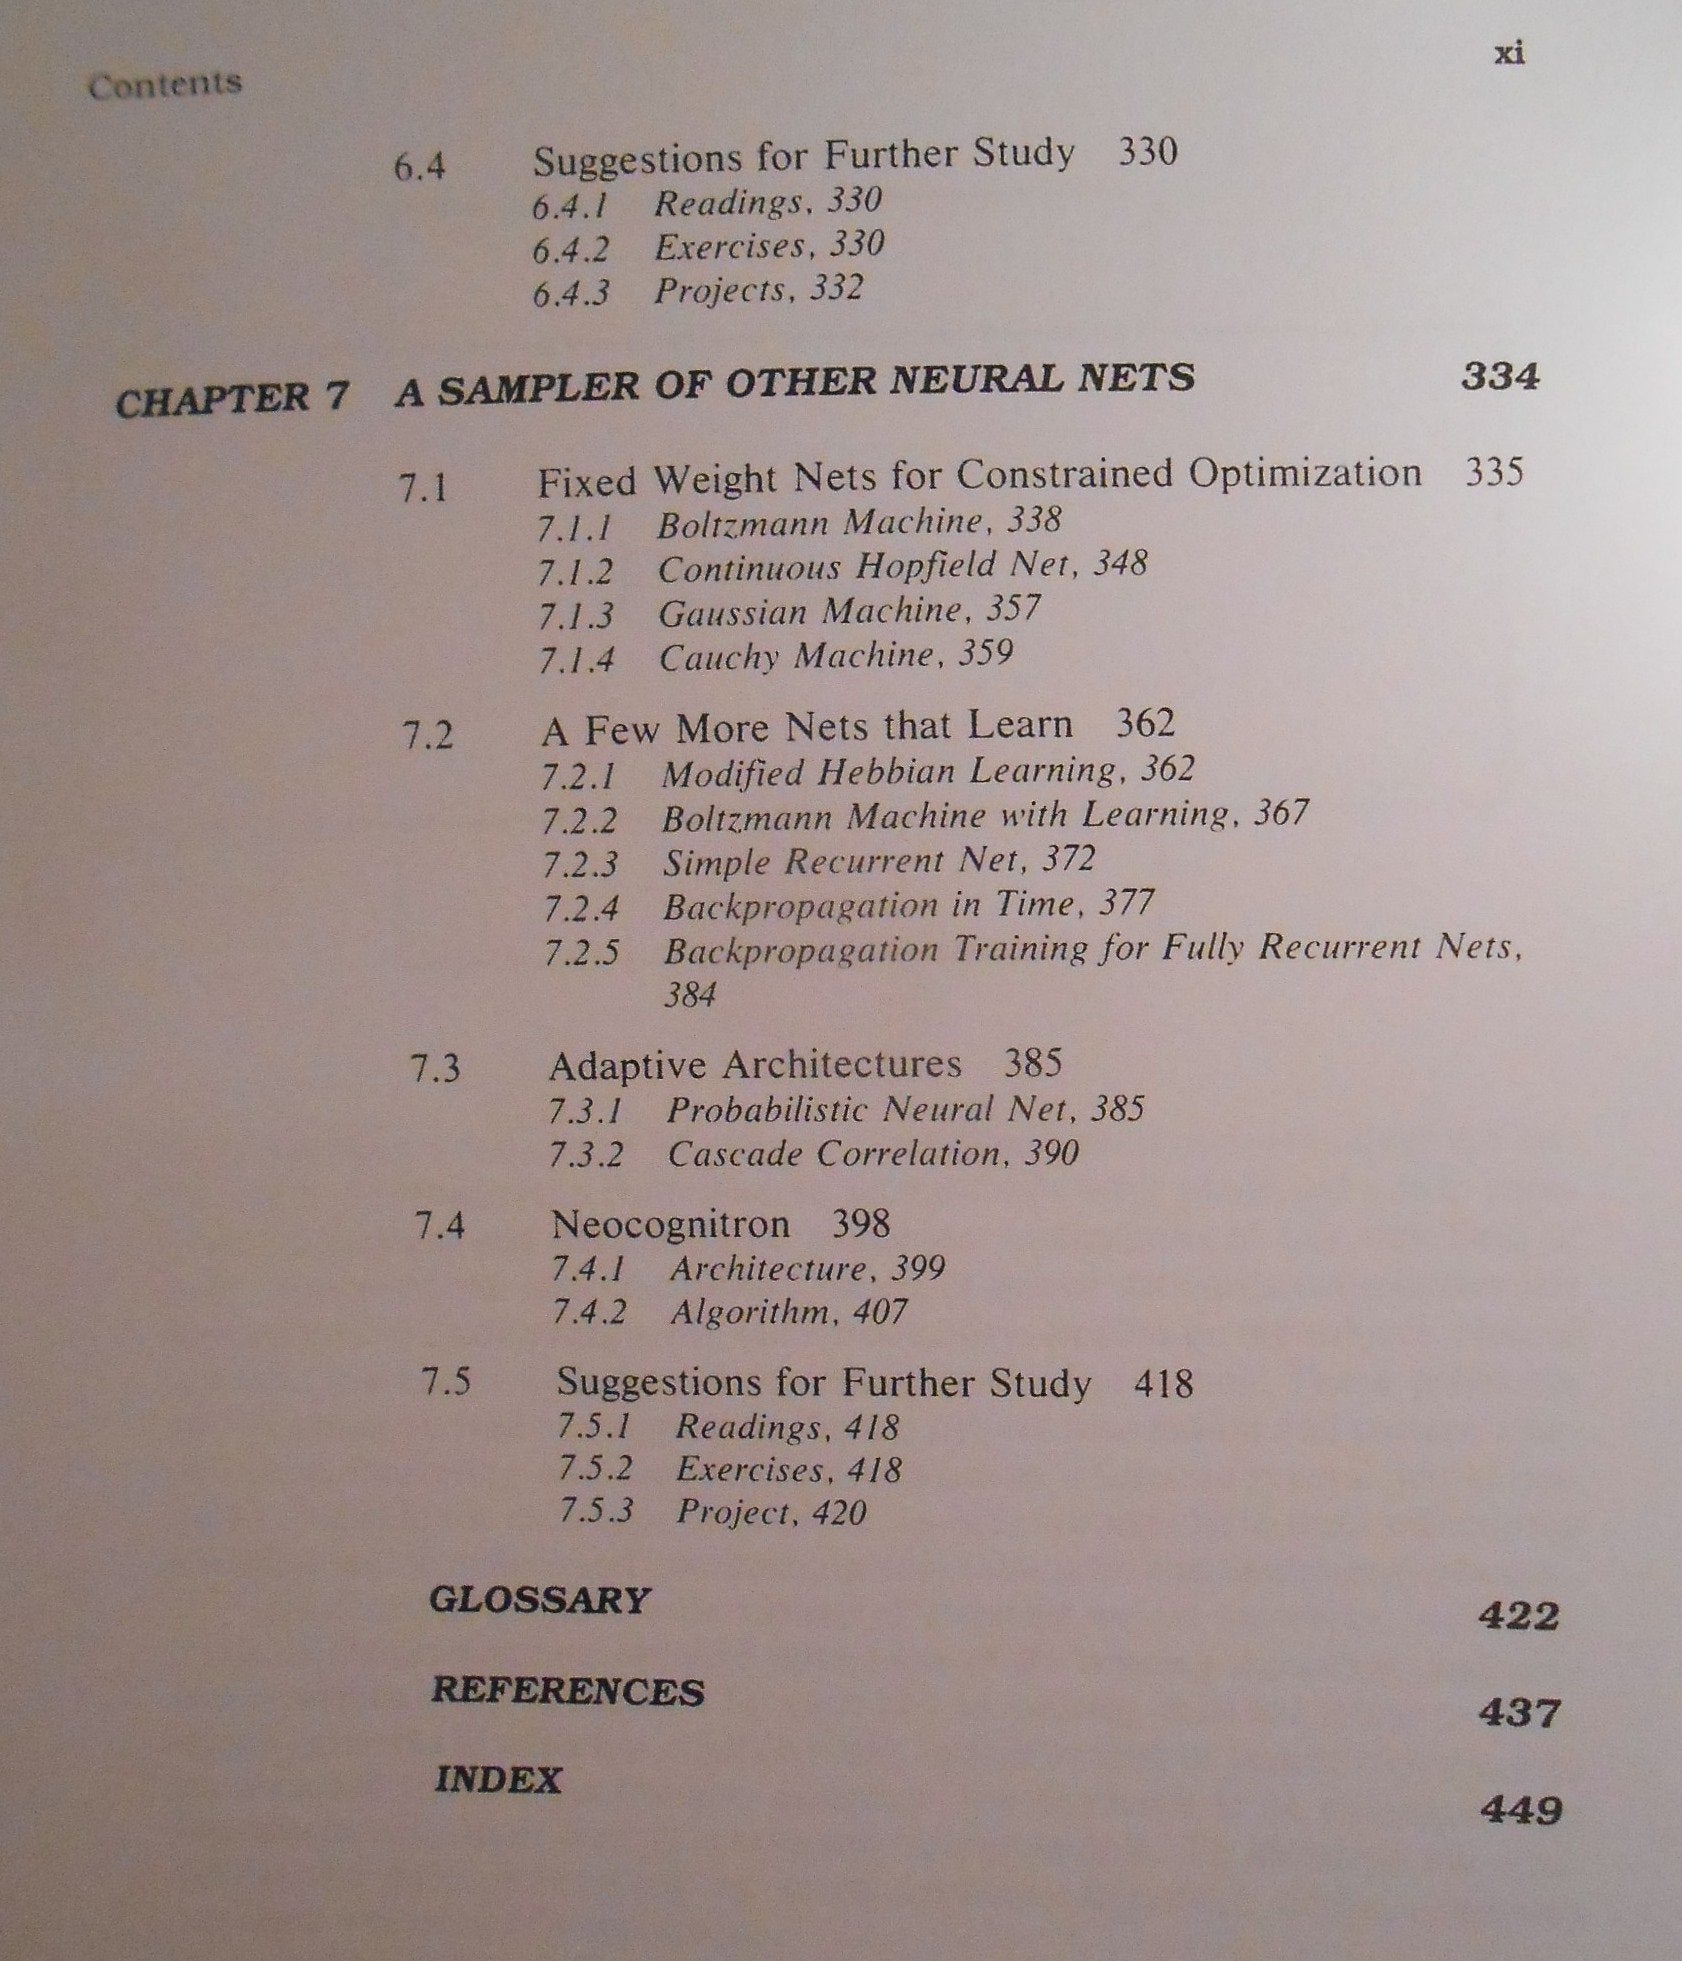 Contents xi
6.4 Suggestions for Further Study 330
6.4.1 Readings, 330
6.4.2 Exercises, 330
6.4.3 Projects, 332
CHAPTER 7 A SAMPLER OF OTHER NEURAL NETS 334
7.1 Fixed Weight Nets for Constrained Optimization 335
7.1.1 Boltzmann Machine, 338
7.1.2 Continuous Hopfield Net, 348
7.1.3 Gaussian Machine, 357
7.1.4 Cauchy Machine, 359
7.2 A Few More Nets that Learn 362
7.2.1 Modified Hebbian Learning, 362
7.2.2 Boltzmann Machine with Learning, 367
7.2.3 Simple Recurrent Net, 372
7.2.4 Backpropagation in Time, 377
7.2.5 Backpropagation Training for Fully Recurrent Nets,
384
7.3 Adaptive Architectures 385
7.3.1 Probabilistic Neural Net, 385
7.3.2 Cascade Correlation, 390
7.4 Neocognitron 398
7.4.1 Architecture, 399
7.4.2 Algorithm, 407
7.5 Suggestions for Further Study 418
7.5.1 Readings, 418
7.5.2 Exercises, 418
7.5.3 Project, 420
GLOSSARY 422
REFERENCES 437
INDEX 449